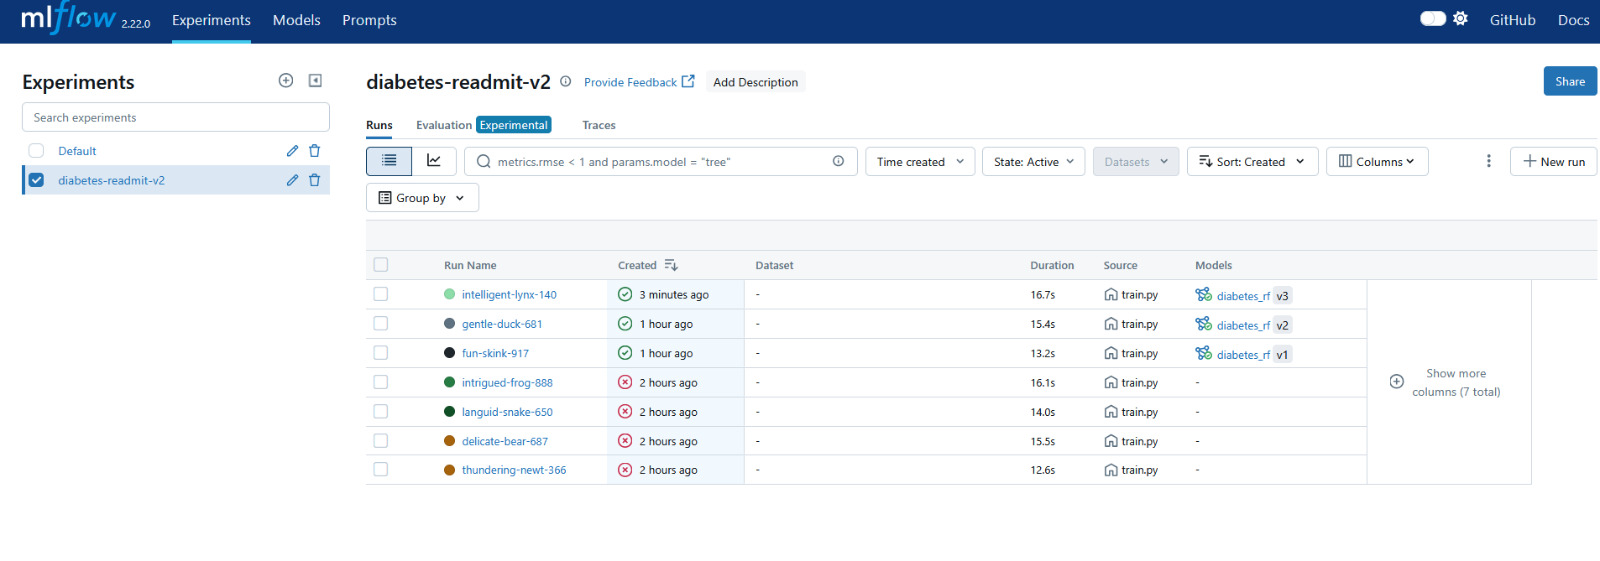 mlflow 2.22.0 Experiments Models Prompts GitHub Docs
Experiments
Search experiments
Default
diabetes-readmit-v2
diabetes-readmit-v2 Provide Feedback Add Description Share
Runs Evaluation Experimental Traces
metrics.rmse < 1 and params.model = "tree" Time created State: Active Datasets Sort: Created Columns New run
Group by
Run Name Created Dataset Duration Source Models
intelligent-lynx-140 3 minutes ago - 16.7s train.py diabetes_rf v3
gentle-duck-681 1 hour ago - 15.4s train.py diabetes_rf v2
fun-skink-917 1 hour ago - 13.2s train.py diabetes_rf v1
intrigued-frog-888 2 hours ago - 16.1s train.py -
languid-snake-650 2 hours ago - 14.0s train.py -
delicate-bear-687 2 hours ago - 15.5s train.py -
thundering-newt-366 2 hours ago - 12.6s train.py -
Show more
columns (7 total)